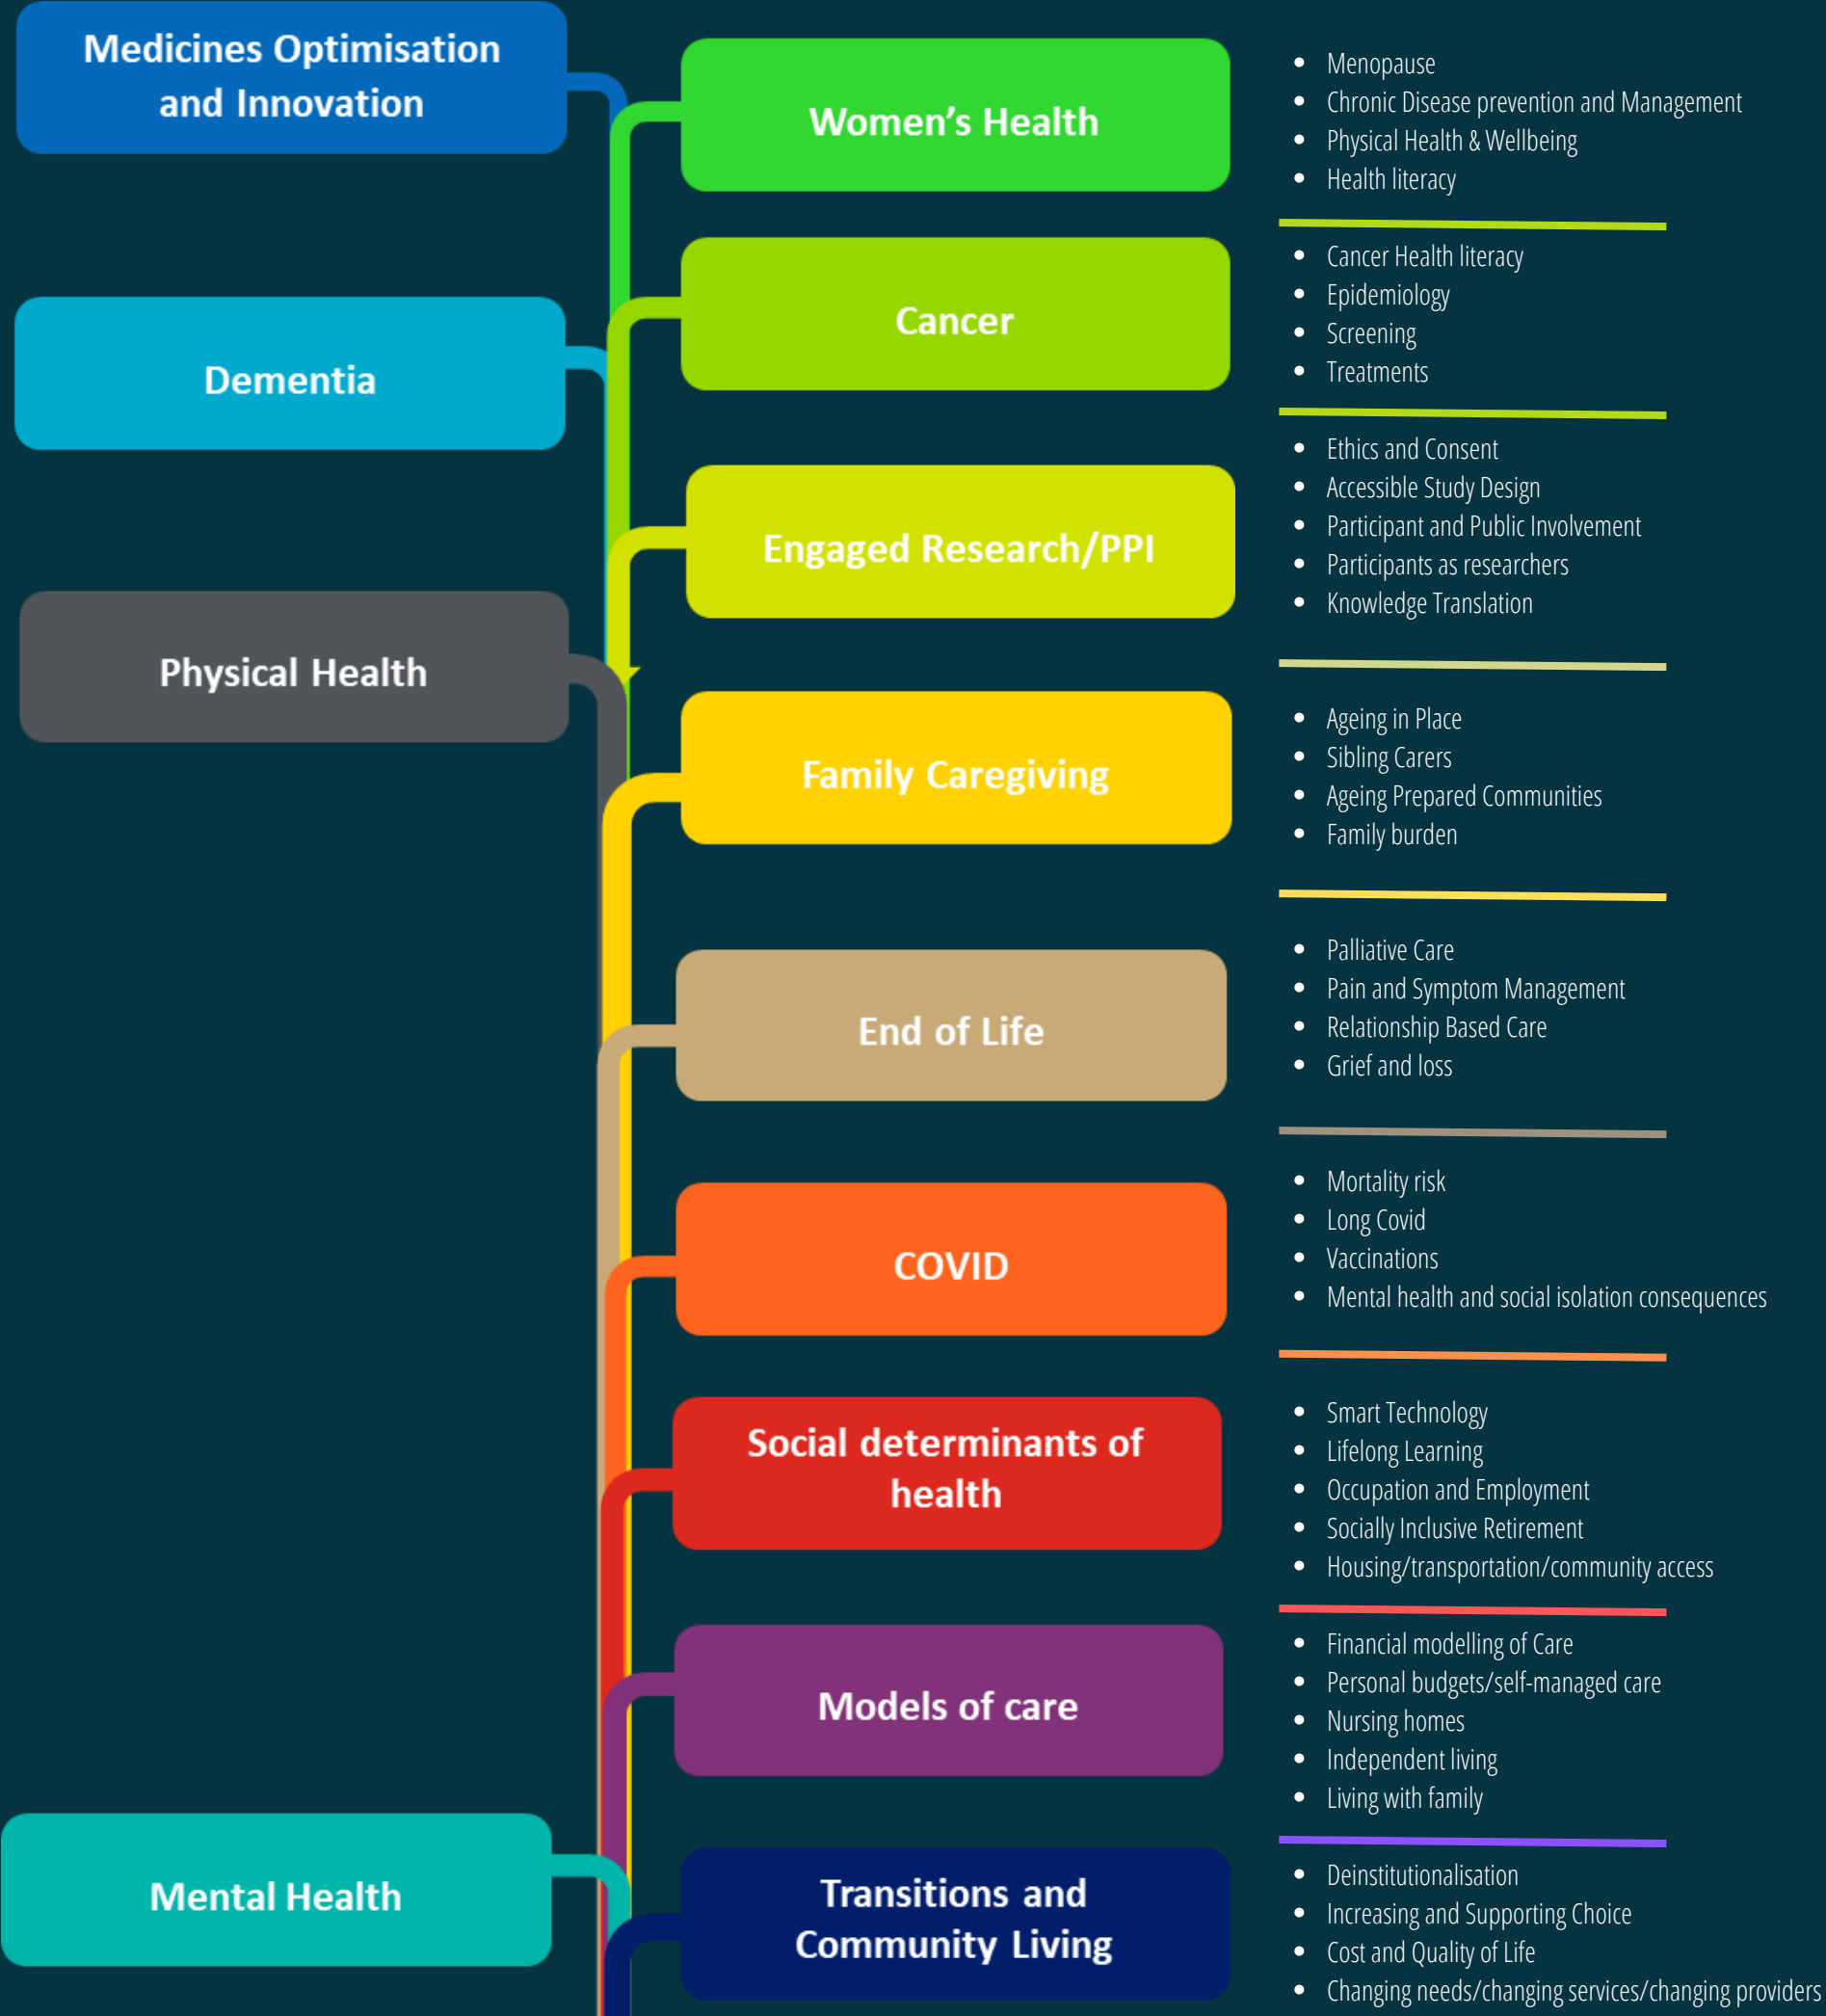 Medicines Optimisation
and Innovation
Women's Health
• Menopause
• Chronic Disease prevention and Management
• Physical Health & Wellbeing
• Health literacy
Dementia
Cancer
• Cancer Health literacy
• Epidemiology
• Screening
• Treatments
Engaged Research/PPI
• Ethics and Consent
• Accessible Study Design
• Participant and Public Involvement
• Participants as researchers
• Knowledge Translation
Physical Health
Family Caregiving
• Ageing in Place
• Sibling Carers
• Ageing Prepared Communities
• Family burden
End of Life
• Palliative Care
• Pain and Symptom Management
• Relationship Based Care
• Grief and loss
COVID
• Mortality risk
• Long Covid
• Vaccinations
• Mental health and social isolation consequences
Social determinants of
health
• Smart Technology
• Lifelong Learning
• Occupation and Employment
• Socially Inclusive Retirement
• Housing/transportation/community access
Models of care
• Financial modelling of Care
• Personal budgets/self-managed care
• Nursing homes
• Independent living
• Living with family
Mental Health
Transitions and
Community Living
• Deinstitutionalisation
• Increasing and Supporting Choice
• Cost and Quality of Life
• Changing needs/changing services/changing providers